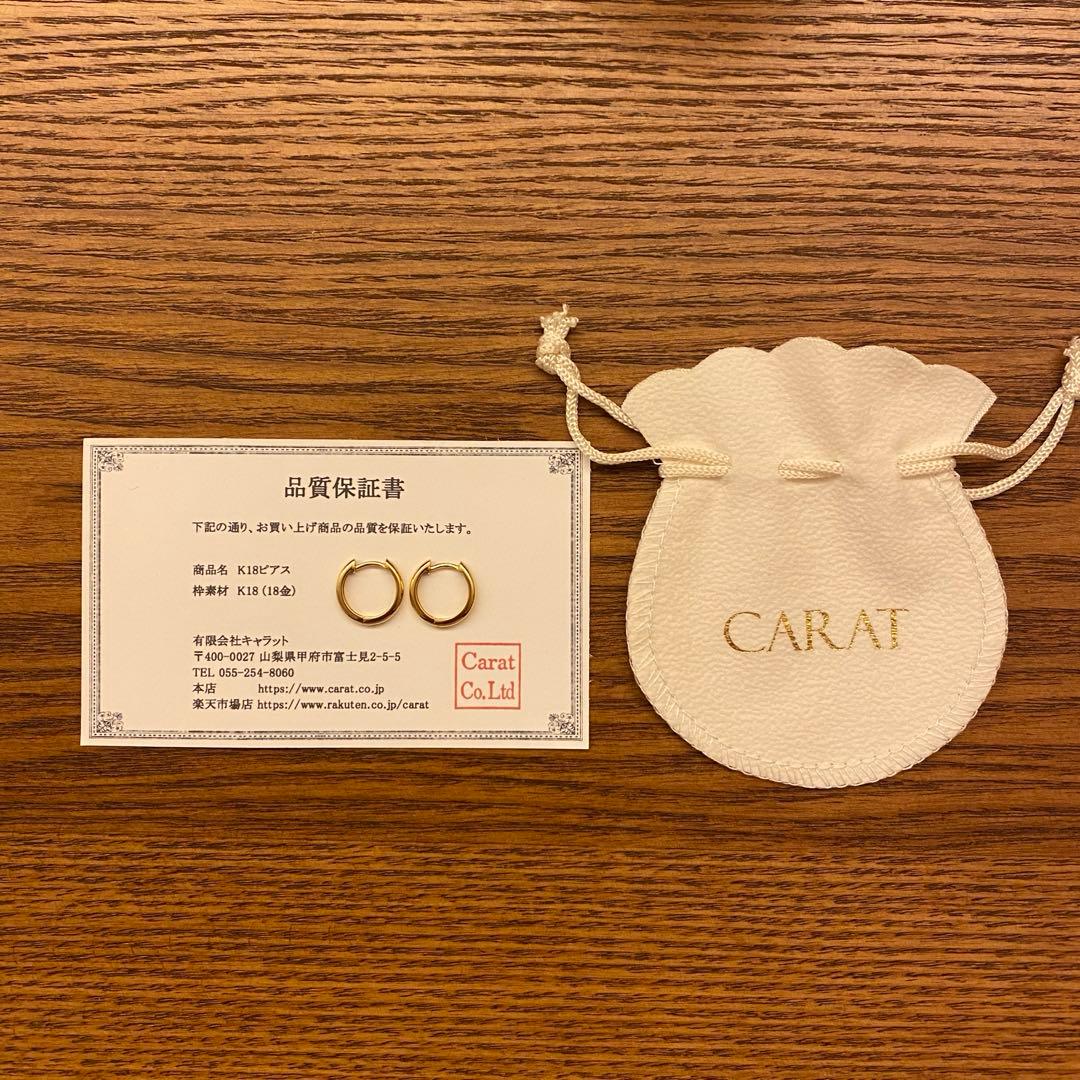 品質保証書
下記の通り、お買い上げ商品の品質を保証いたします。
商品名 K18ピアス
枠素材 K18 (18金)
有限会社キャラット
〒400-0027 山梨県甲府市富士見2-5-5
TEL 055-254-8060
本店 https://www.carat.co.jp
楽天市場店 https://www.rakuten.co.jp/carat
Carat
Co.Ltd
CARAT